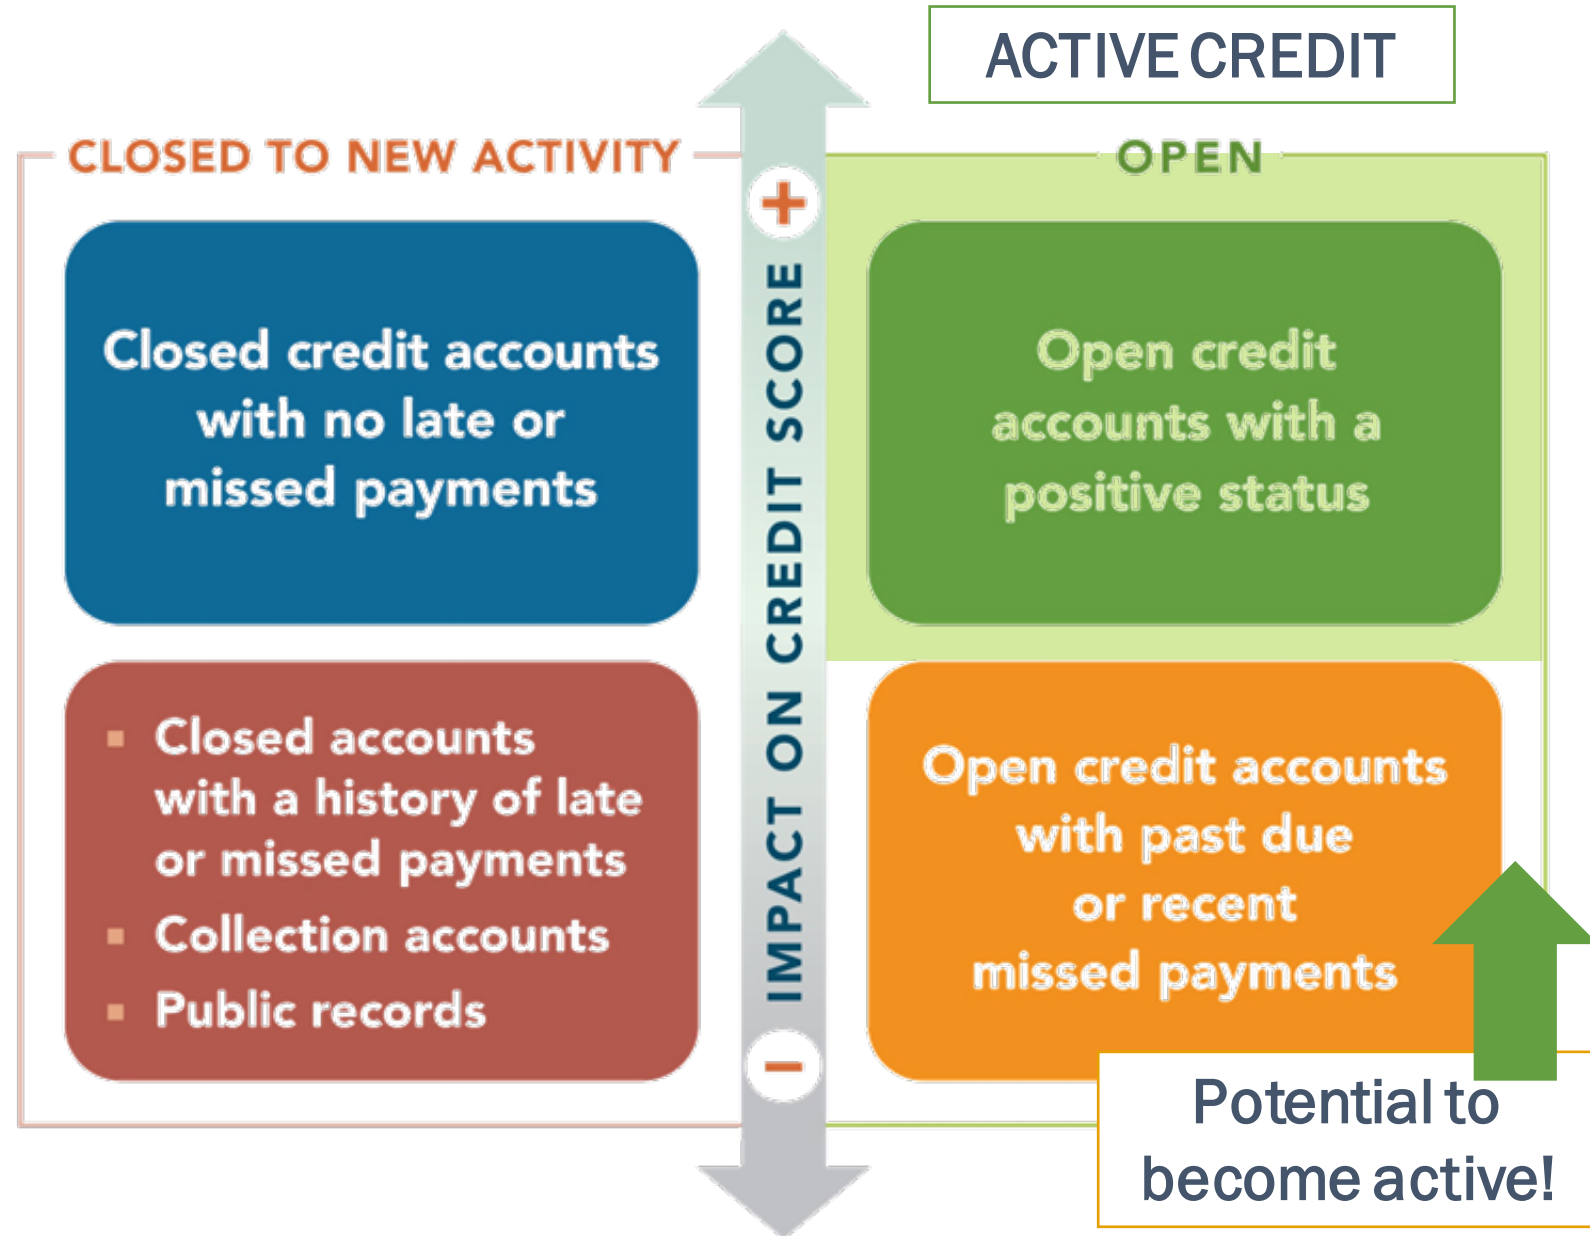 ACTIVE CREDIT
CLOSED TO NEW ACTIVITY
OPEN
+
Closed credit accounts
with no late or
missed payments
IMPACT ON CREDIT SCORE
Open credit
accounts with a
positive status
▪ Closed accounts
with a history of late
or missed payments
▪ Collection accounts
▪ Public records
Open credit accounts
with past due
or recent
missed payments
–
Potential to
become active!